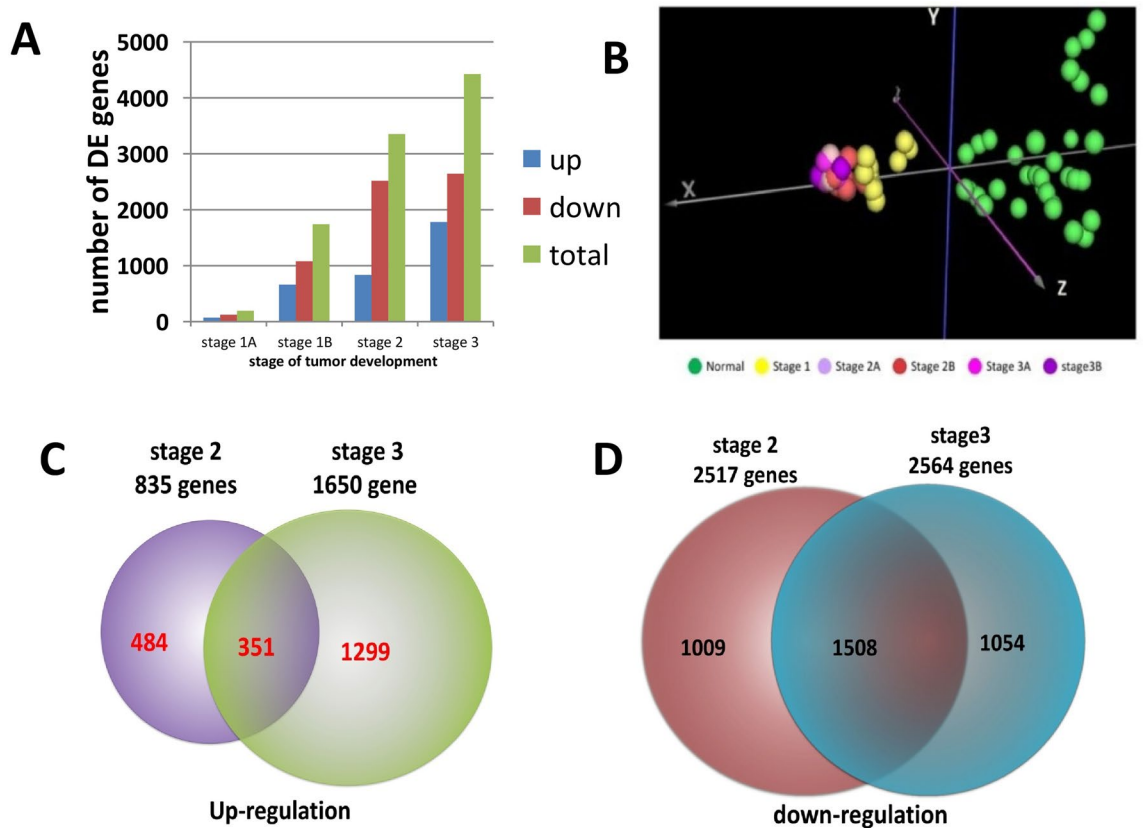 A
number of DE genes
5000
4000
3000
2000
1000
0
stage 1A
stage 1B
stage 2
stage 3
stage of tumor development
up
down
total
B
Y
X
Z
Normal
Stage 1
Stage 2A
Stage 2B
Stage 3A
stage3B
C
stage 2
835 genes
stage 3
1650 gene
484
351
1299
Up-regulation
D
stage 2
2517 genes
stage3
2564 genes
1009
1508
1054
down-regulation